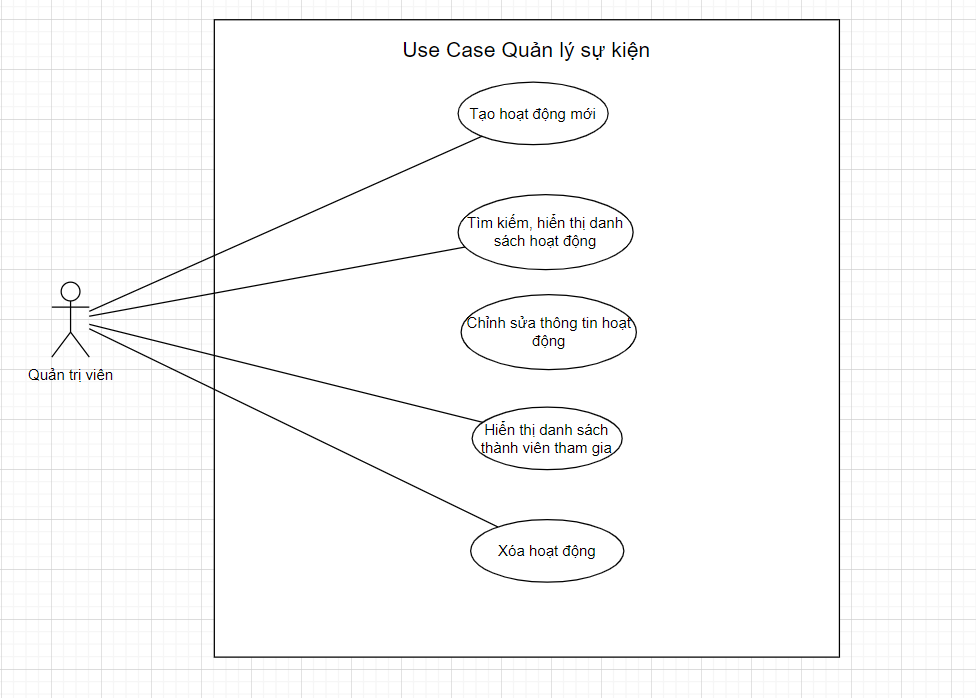 Use Case Quản lý sự kiện
Tạo hoạt động mới
Tìm kiếm, hiển thị danh
sách hoạt động
Chỉnh sửa thông tin hoạt
động
Quản trị viên
Hiển thị danh sách
thành viên tham gia
Xóa hoạt động